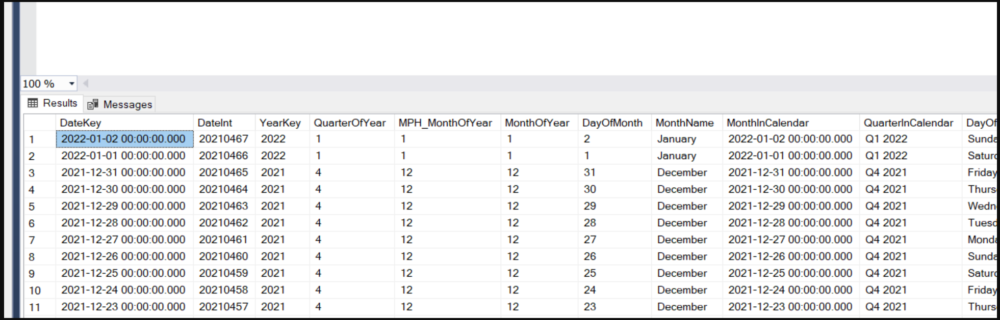 100 %
Results Messages
DateKey DateInt YearKey QuarterOfYear MPH_MonthOfYear MonthOfYear DayOfMonth MonthName MonthInCalendar QuarterInCalendar DayOf
1 2022-01-02 00:00:00.000 20210467 2022 1 1 1 2 January 2022-01-02 00:00:00.000 Q1 2022 Sunda
2 2022-01-01 00:00:00.000 20210466 2022 1 1 1 1 January 2022-01-01 00:00:00.000 Q1 2022 Saturd
3 2021-12-31 00:00:00.000 20210465 2021 4 12 12 31 December 2021-12-31 00:00:00.000 Q4 2021 Friday
4 2021-12-30 00:00:00.000 20210464 2021 4 12 12 30 December 2021-12-30 00:00:00.000 Q4 2021 Thurs
5 2021-12-29 00:00:00.000 20210463 2021 4 12 12 29 December 2021-12-29 00:00:00.000 Q4 2021 Wedn
6 2021-12-28 00:00:00.000 20210462 2021 4 12 12 28 December 2021-12-28 00:00:00.000 Q4 2021 Tuesd
7 2021-12-27 00:00:00.000 20210461 2021 4 12 12 27 December 2021-12-27 00:00:00.000 Q4 2021 Monda
8 2021-12-26 00:00:00.000 20210460 2021 4 12 12 26 December 2021-12-26 00:00:00.000 Q4 2021 Sunda
9 2021-12-25 00:00:00.000 20210459 2021 4 12 12 25 December 2021-12-25 00:00:00.000 Q4 2021 Saturd
10 2021-12-24 00:00:00.000 20210458 2021 4 12 12 24 December 2021-12-24 00:00:00.000 Q4 2021 Friday
11 2021-12-23 00:00:00.000 20210457 2021 4 12 12 23 December 2021-12-23 00:00:00.000 Q4 2021 Thurs